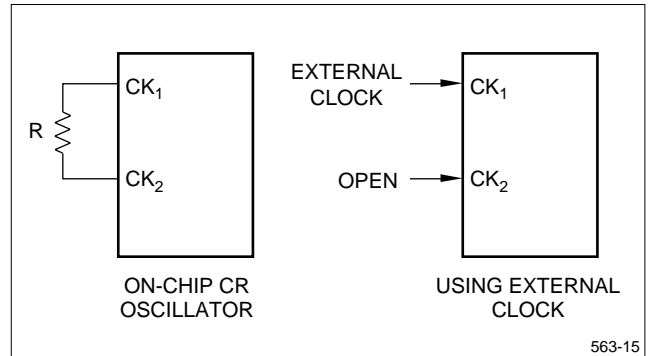 R
CK₁
CK₂
ON-CHIP CR
OSCILLATOR
EXTERNAL
CLOCK
CK₁
OPEN
CK₂
USING EXTERNAL
CLOCK
563-15